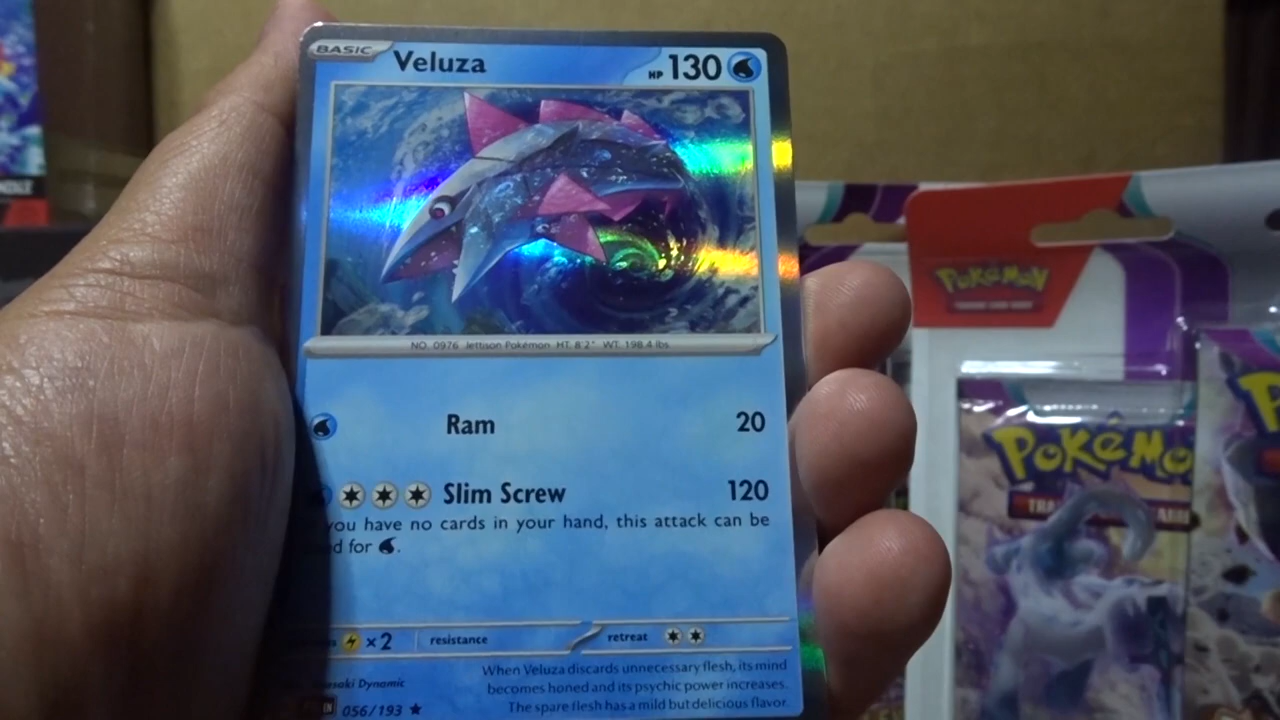 BASIC Veluza HP 130
NO. 0976 Jettison Pokémon HT: 8'2" WT: 198.4 lbs.
Ram 20
Slim Screw 120
you have no cards in your hand, this attack can be
for
×2 resistance retreat
When Veluza discards unnecessary flesh, its mind
becomes honed and its psychic power increases.
The spare flesh has a mild but delicious flavor.
Dynamic
056/193
POKéMON
POKéMO